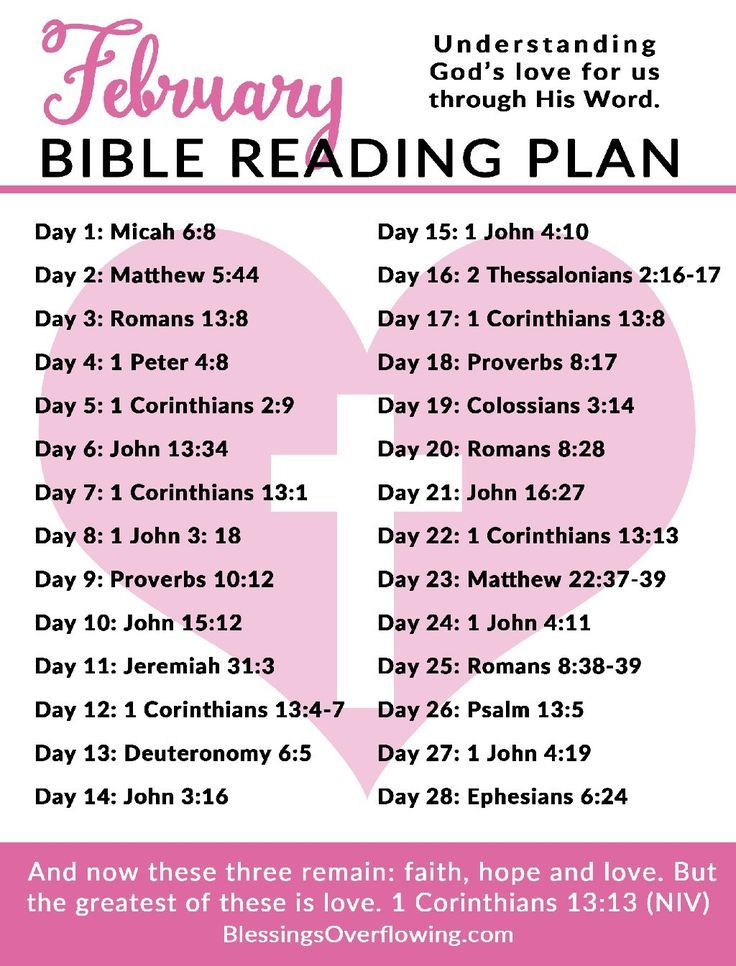 February
Understanding
God's love for us
through His Word.
BIBLE READING PLAN
Day 1: Micah 6:8
Day 2: Matthew 5:44
Day 3: Romans 13:8
Day 4: 1 Peter 4:8
Day 5: 1 Corinthians 2:9
Day 6: John 13:34
Day 7: 1 Corinthians 13:1
Day 8: 1 John 3: 18
Day 9: Proverbs 10:12
Day 10: John 15:12
Day 11: Jeremiah 31:3
Day 12: 1 Corinthians 13:4-7
Day 13: Deuteronomy 6:5
Day 14: John 3:16
Day 15: 1 John 4:10
Day 16: 2 Thessalonians 2:16-17
Day 17: 1 Corinthians 13:8
Day 18: Proverbs 8:17
Day 19: Colossians 3:14
Day 20: Romans 8:28
Day 21: John 16:27
Day 22: 1 Corinthians 13:13
Day 23: Matthew 22:37-39
Day 24: 1 John 4:11
Day 25: Romans 8:38-39
Day 26: Psalm 13:5
Day 27: 1 John 4:19
Day 28: Ephesians 6:24
And now these three remain: faith, hope and love. But
the greatest of these is love. 1 Corinthians 13:13 (NIV)
BlessingsOverflowing.com